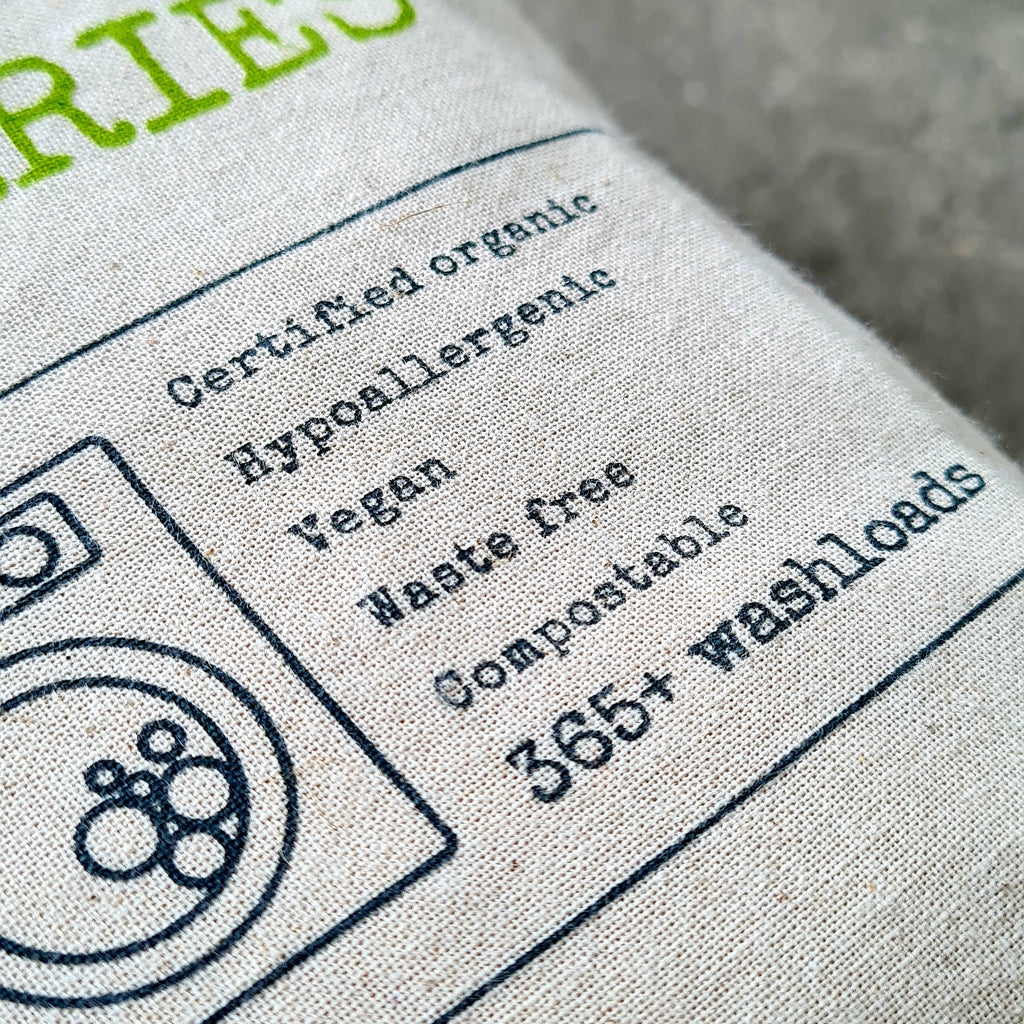 RIES
Certified organic
Hypoallergenic
Vegan
Waste free
Compostable
365+ washloads